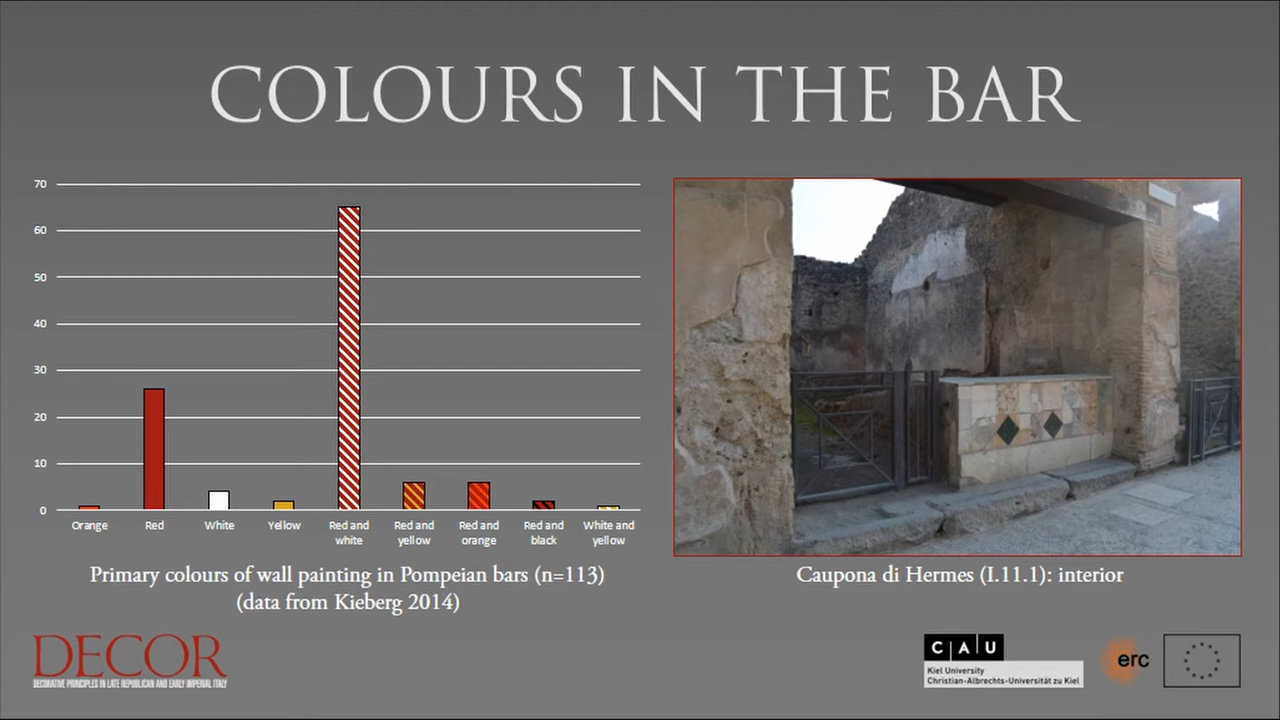 COLOURS IN THE BAR
70
60
50
40
30
20
10
0
Orange
Red
White
Yellow
Red and
white
Red and
yellow
Red and
orange
Red and
black
White and
yellow
Primary colours of wall painting in Pompeian bars (n=113)
(data from Kieberg 2014)
Caupona di Hermes (I.11.1): interior
DECOR
DECORATIVE PRINCIPLES IN LATE REPUBLICAN AND EARLY IMPERIAL ITALY
C|A|U
Kiel University
Christian-Albrechts-Universität zu Kiel
erc